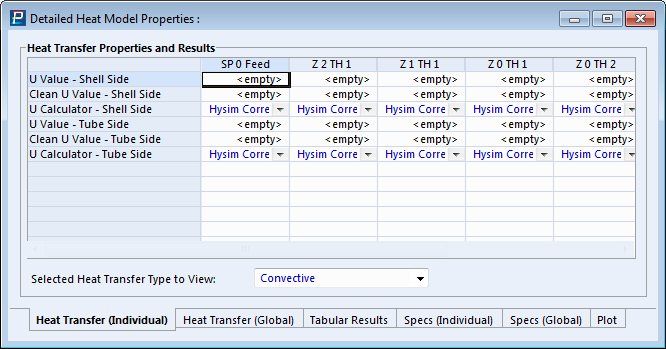 Detailed Heat Model Properties :
Heat Transfer Properties and Results
SP 0 Feed Z 2 TH 1 Z 1 TH 1 Z 0 TH 1 Z 0 TH 2
U Value - Shell Side <empty> <empty> <empty> <empty> <empty>
Clean U Value - Shell Side <empty> <empty> <empty> <empty> <empty>
U Calculator - Shell Side Hysim Corre Hysim Corre Hysim Corre Hysim Corre Hysim Corre
U Value - Tube Side <empty> <empty> <empty> <empty> <empty>
Clean U Value - Tube Side <empty> <empty> <empty> <empty> <empty>
U Calculator - Tube Side Hysim Corre Hysim Corre Hysim Corre Hysim Corre Hysim Corre
Selected Heat Transfer Type to View: Convective
Heat Transfer (Individual) Heat Transfer (Global) Tabular Results Specs (Individual) Specs (Global) Plot